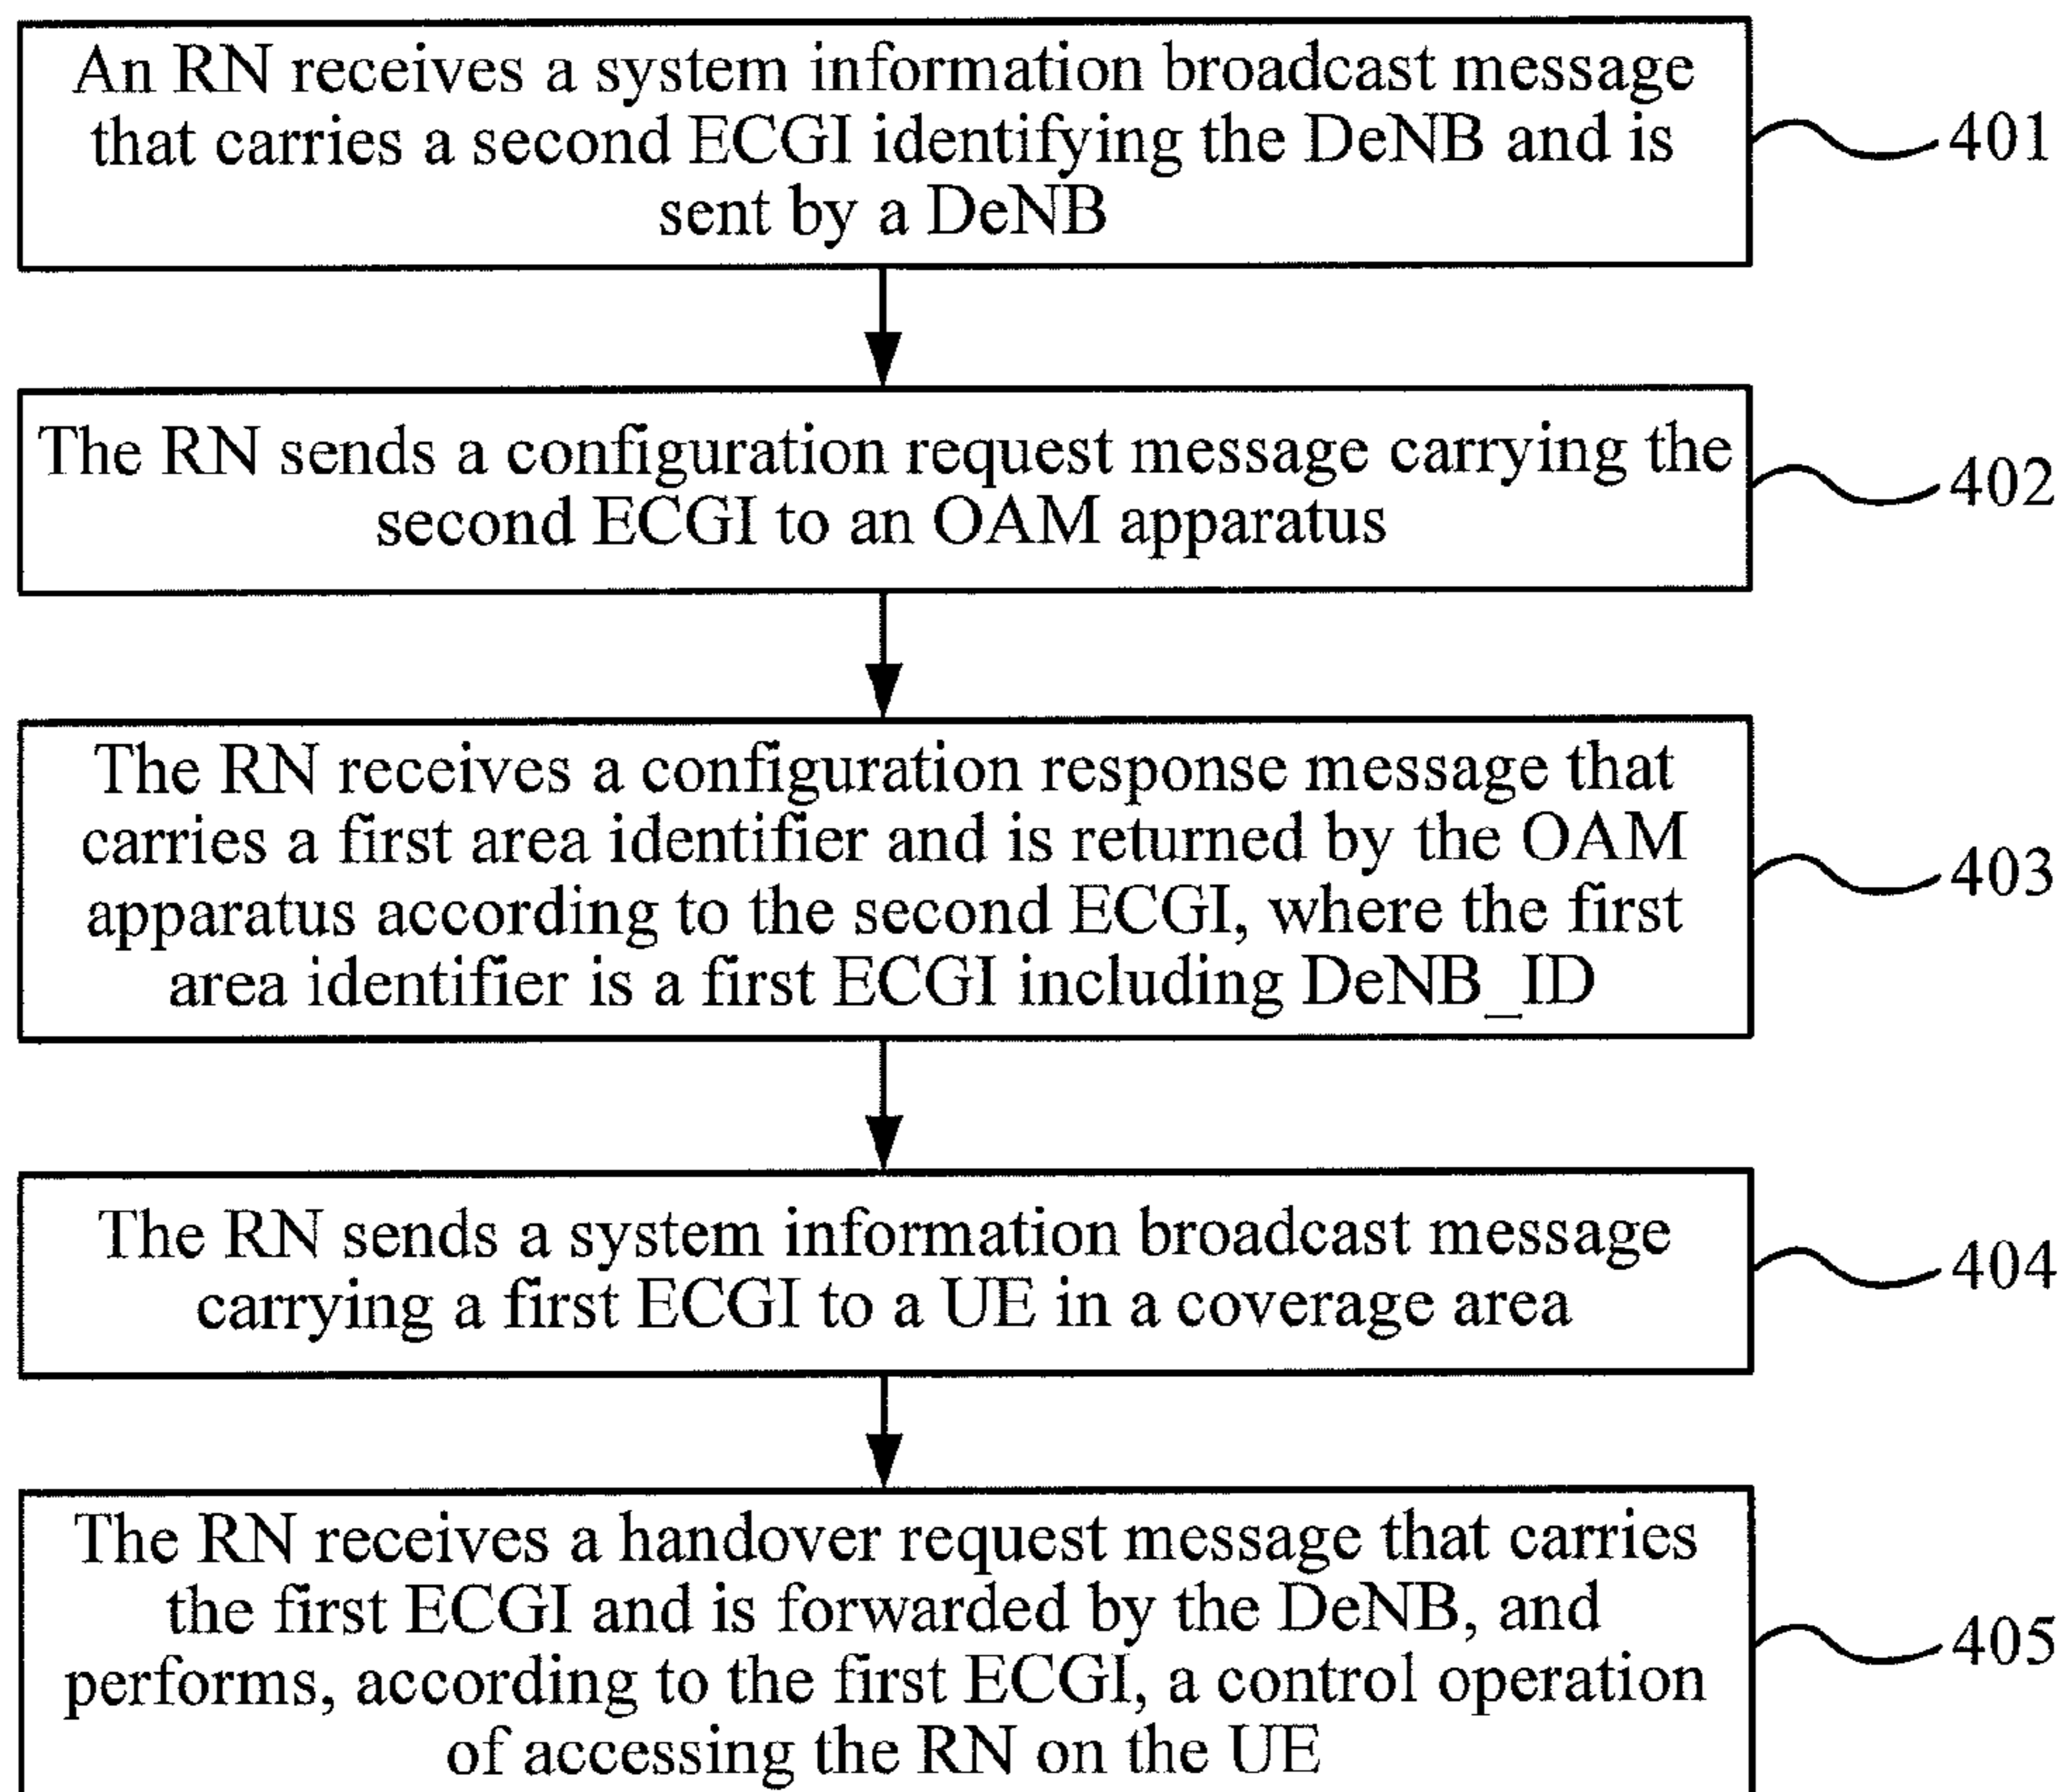 An RN receives a system information broadcast message
that carries a second ECGI identifying the DeNB and is
sent by a DeNB
401
The RN sends a configuration request message carrying the
second ECGI to an OAM apparatus
402
The RN receives a configuration response message that
carries a first area identifier and is returned by the OAM
apparatus according to the second ECGI, where the first
area identifier is a first ECGI including DeNB_ID
403
The RN sends a system information broadcast message
carrying a first ECGI to a UE in a coverage area
404
The RN receives a handover request message that carries
the first ECGI and is forwarded by the DeNB, and
performs, according to the first ECGI, a control operation
of accessing the RN on the UE
405